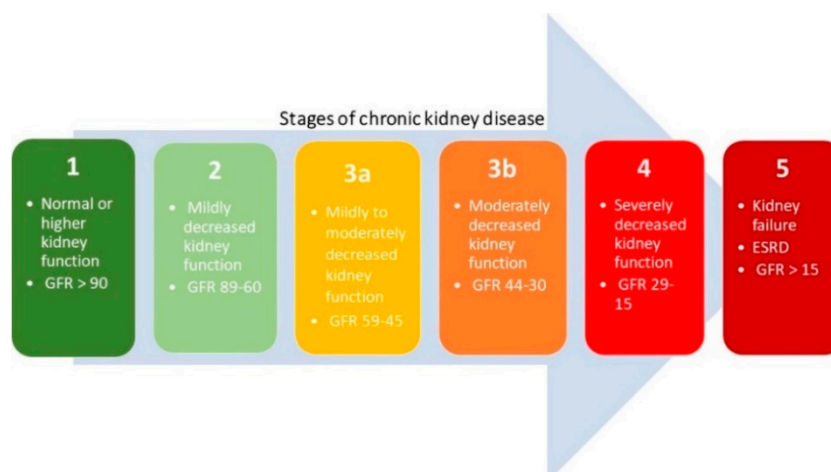 Stages of chronic kidney disease
1
• Normal or
higher
kidney
function
• GFR > 90
2
• Mildly
decreased
kidney
function
• GFR 89-60
3a
• Mildly to
moderately
decreased
kidney
function
• GFR 59-45
3b
• Moderately
decreased
kidney
function
• GFR 44-30
4
• Severely
decreased
kidney
function
• GFR 29-
15
5
• Kidney
failure
• ESRD
• GFR > 15